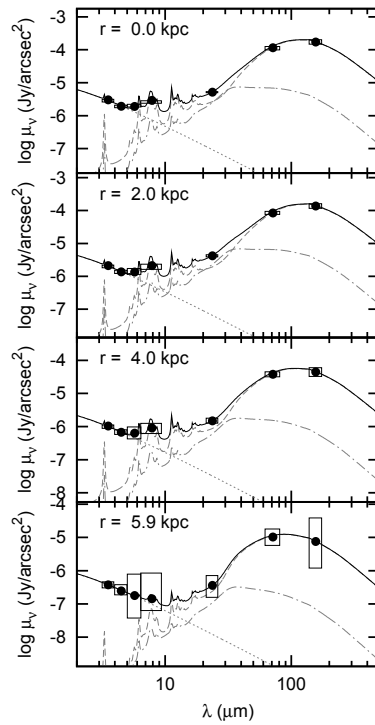 r = 0.0 kpc
log μν (Jy/arcsec²)
-3
-4
-5
-6
-7
r = 2.0 kpc
log μν (Jy/arcsec²)
-3
-4
-5
-6
-7
r = 4.0 kpc
log μν (Jy/arcsec²)
-4
-5
-6
-7
-8
r = 5.9 kpc
log μν (Jy/arcsec²)
-5
-6
-7
-8
10
100
λ (μm)